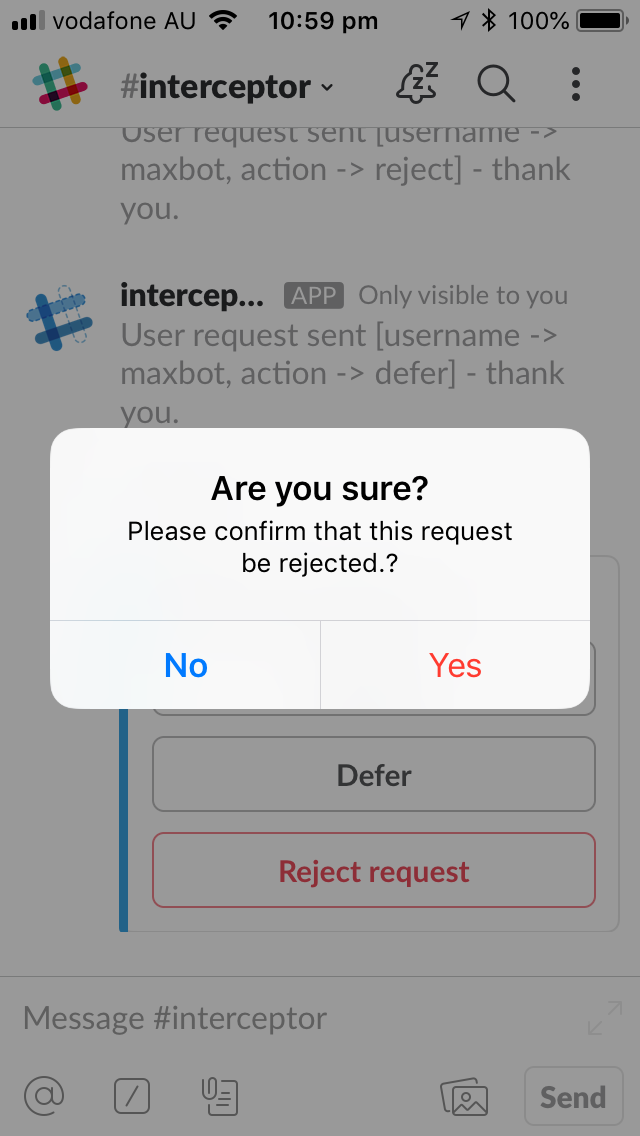 vodafone AU 10:59 pm 100%
#interceptor
User request sent [username ->
maxbot, action -> reject] - thank
you.
intercep... APP Only visible to you
User request sent [username ->
maxbot, action -> defer] - thank
you.
Are you sure?
Please confirm that this request
be rejected.?
No Yes
Defer
Reject request
Message #interceptor
Send